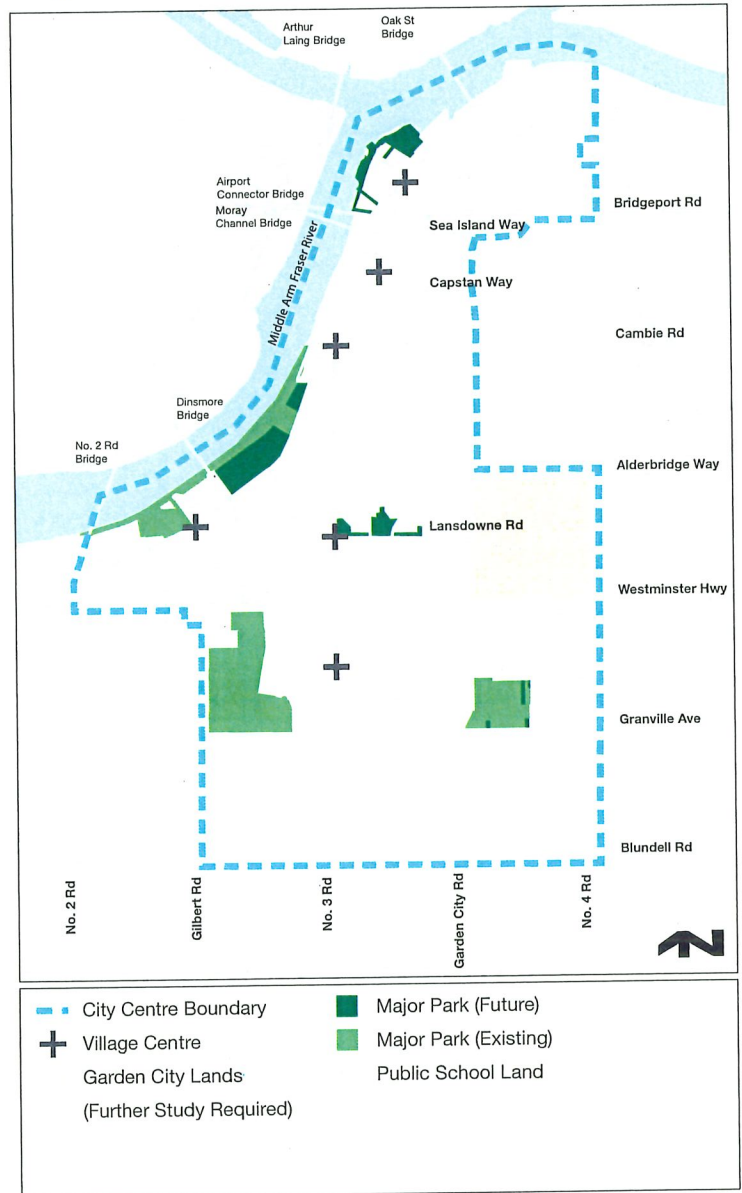 Arthur
Laing Bridge
Oak St
Bridge
Airport
Connector Bridge
Moray
Channel Bridge
Bridgeport Rd
Sea Island Way
Middle Arm Fraser River
Capstan Way
Cambie Rd
Dinsmore
Bridge
No. 2 Rd
Bridge
Alderbridge Way
Lansdowne Rd
Westminster Hwy
Granville Ave
Blundell Rd
No. 2 Rd
Gilbert Rd
No. 3 Rd
Garden City Rd
No. 4 Rd
N
City Centre Boundary
Village Centre
Garden City Lands
(Further Study Required)
Major Park (Future)
Major Park (Existing)
Public School Land